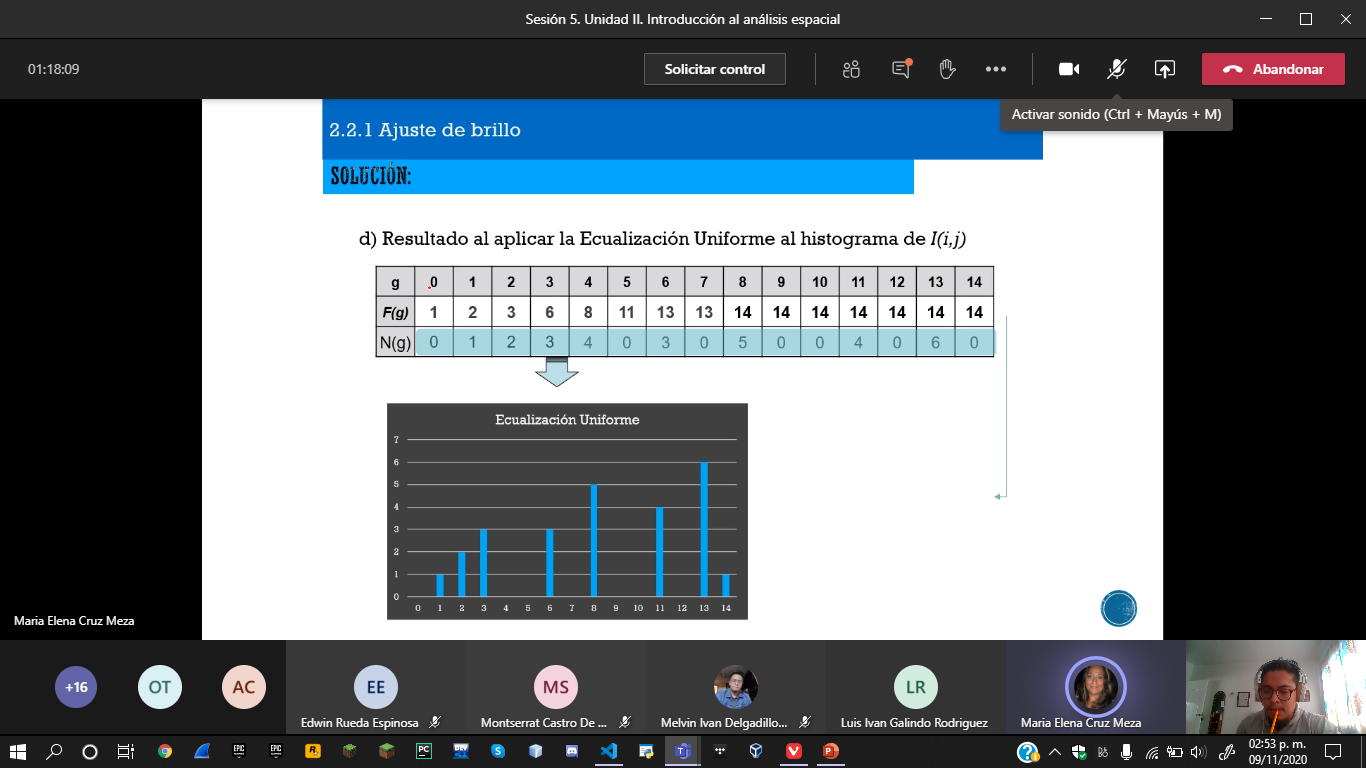 Sesión 5. Unidad II. Introducción al análisis espacial
01:18:09
Solicitar control
Abandonar
Activar sonido (Ctrl + Mayús + M)
2.2.1 Ajuste de brillo
SOLUCIÓN:
d) Resultado al aplicar la Ecualización Uniforme al histograma de I(i,j)
g 0 1 2 3 4 5 6 7 8 9 10 11 12 13 14
F(g) 1 2 3 6 8 11 13 13 14 14 14 14 14 14 14
N(g) 0 1 2 3 4 0 3 0 5 0 0 4 0 6 0
Ecualización Uniforme
7
6
5
4
3
2
1
0
0 1 2 3 4 5 6 7 8 9 10 11 12 13 14
Maria Elena Cruz Meza
+16
OT
AC
EE
MS
LR
Edwin Rueda Espinosa
Montserrat Castro De ...
Melvin Ivan Delgadillo...
Luis Ivan Galindo Rodriguez
Maria Elena Cruz Meza
EPIC
EPIC
R
PC
DEV
02:53 p. m.
09/11/2020